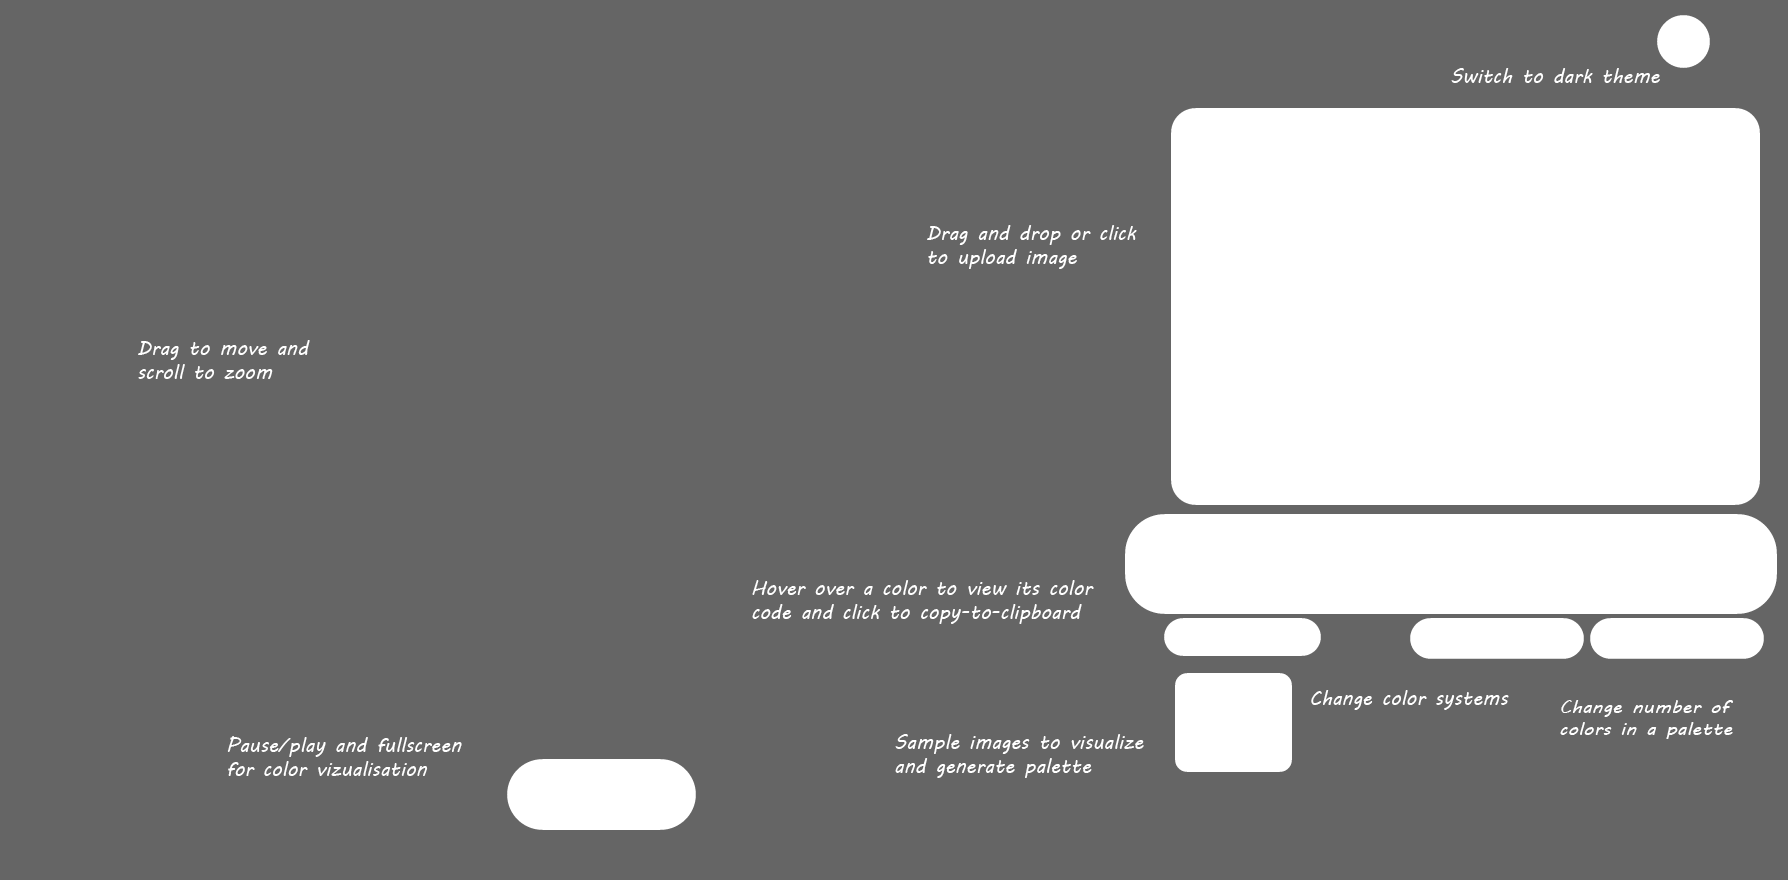 Switch to dark theme
Drag and drop or click
to upload image
Drag to move and
scroll to zoom
Hover over a color to view its color
code and click to copy-to-clipboard
Change color systems
Change number of
colors in a palette
Sample images to visualize
and generate palette
Pause/play and fullscreen
for color vizualisation